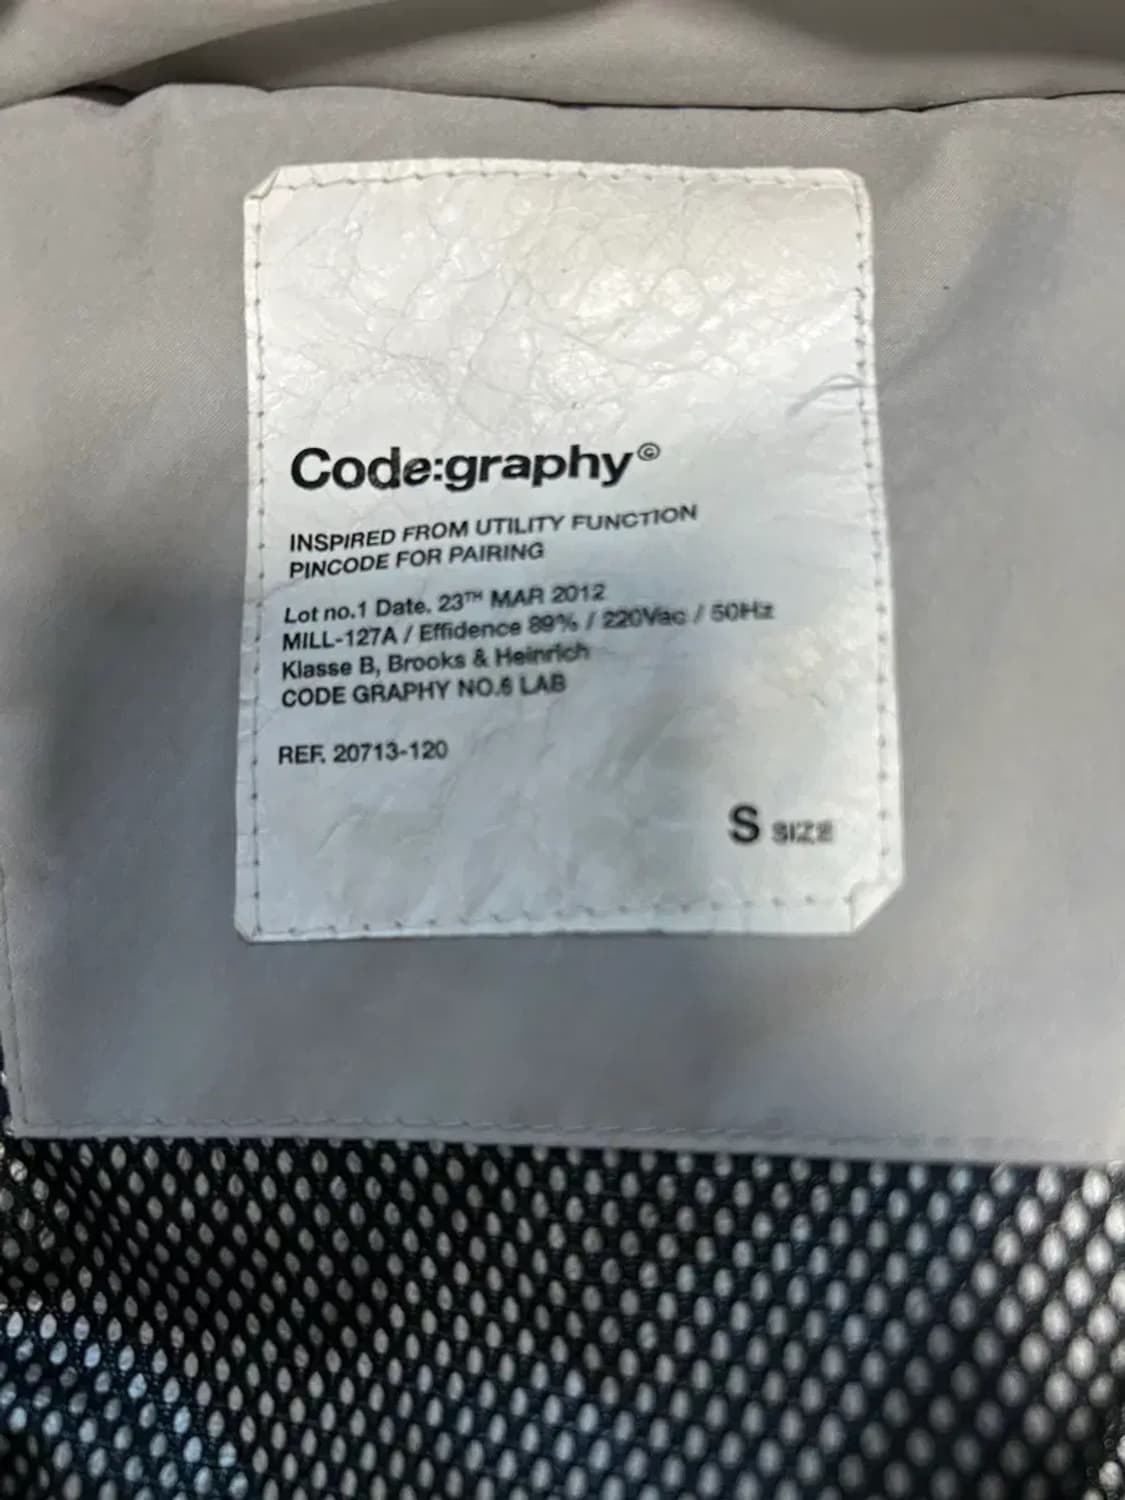 Code:graphy©
INSPIRED FROM UTILITY FUNCTION
PINCODE FOR PAIRING
Lot no.1 Date. 23TH MAR 2012
MILL-127A / Effidence 89% / 220Vac / 50Hz
Klasse B, Brooks & Heinrich
CODE GRAPHY NO.6 LAB
REF. 20713-120
S SIZE